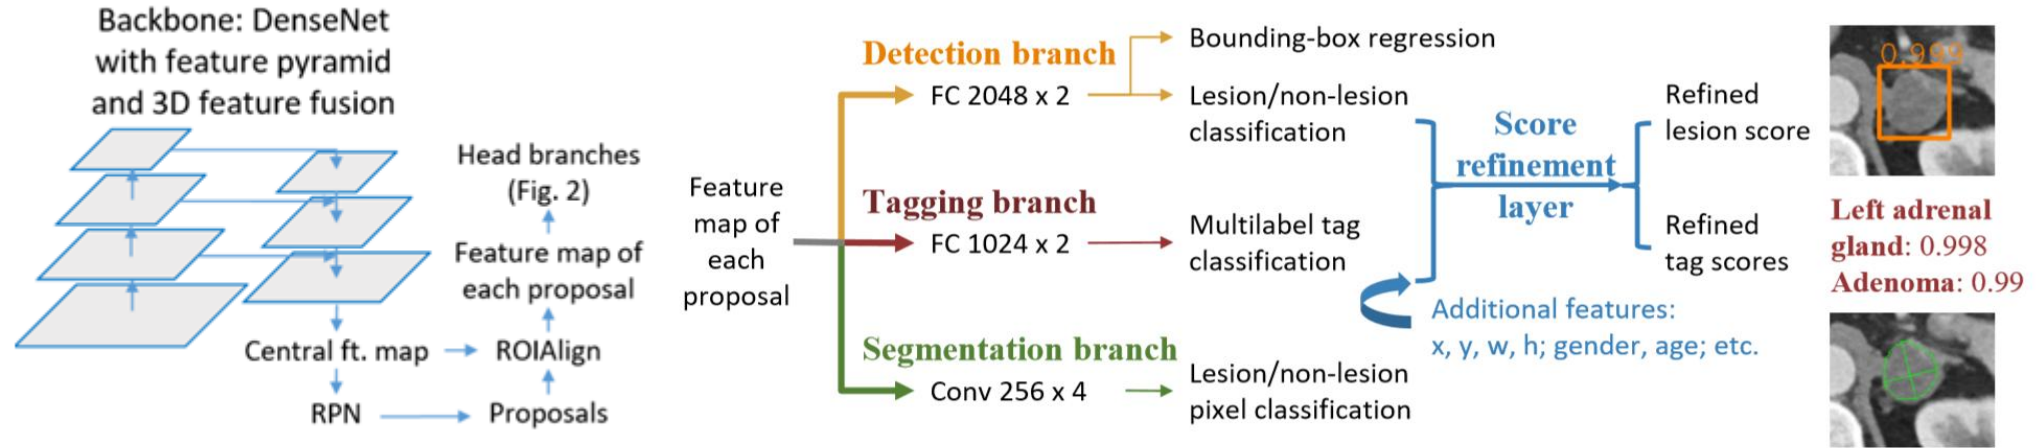 Backbone: DenseNet
with feature pyramid
and 3D feature fusion
Head branches
(Fig. 2)
Feature map of
each proposal
Central ft. map
ROIAlign
RPN
Proposals
Feature
map of
each
proposal
Detection branch
FC 2048 x 2
Bounding-box regression
Lesion/non-lesion
classification
Tagging branch
FC 1024 x 2
Multilabel tag
classification
Segmentation branch
Conv 256 x 4
Lesion/non-lesion
pixel classification
Score
refinement
layer
Additional features:
x, y, w, h; gender, age; etc.
Refined
lesion score
Refined
tag scores
0.999
Left adrenal
gland: 0.998
Adenoma: 0.99